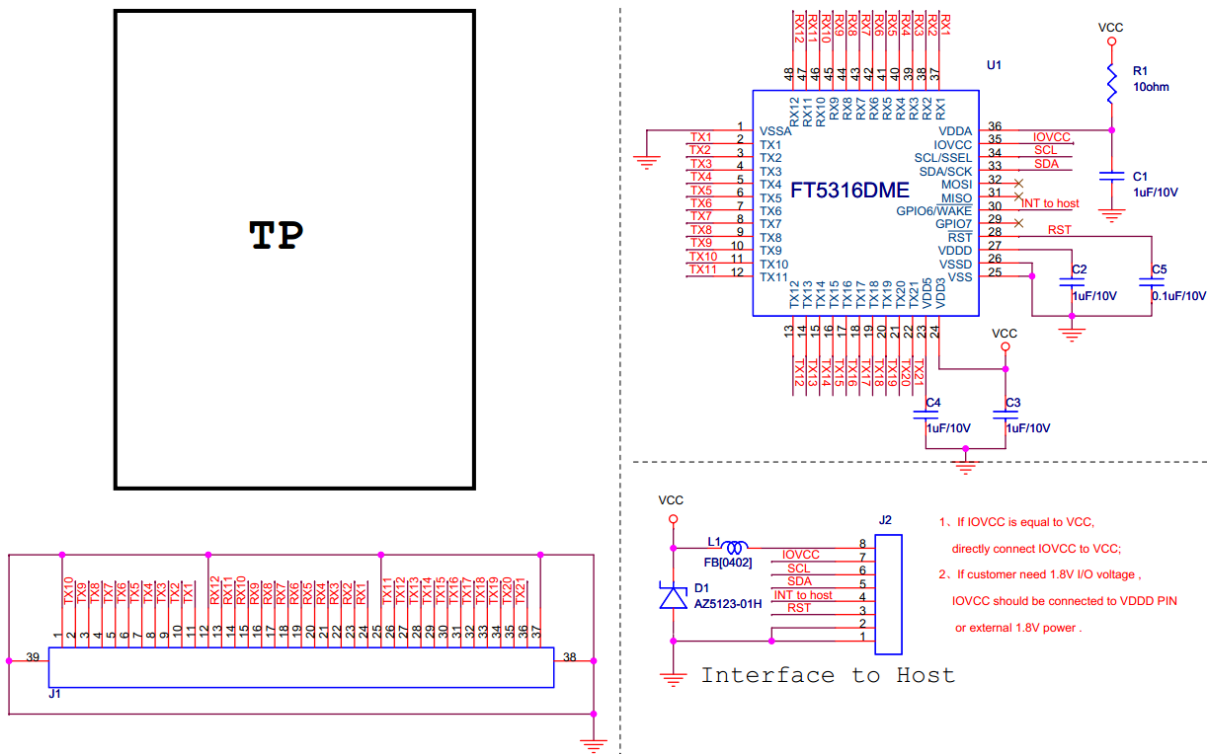 TP
RX12
RX11
RX10
RX9
RX8
RX7
RX6
RX5
RX4
RX3
RX2
RX1
48
47
46
45
44
43
42
41
40
39
38
37
U1
RX12
RX11
RX10
RX9
RX8
RX7
RX6
RX5
RX4
RX3
RX2
RX1
1 VSSA
TX1 2 TX1
TX2 3 TX2
TX3 4 TX3
TX4 5 TX4
TX5 6 TX5
TX6 7 TX6
TX7 8 TX7
TX8 9 TX8
TX9 10 TX9
TX10 11 TX10
TX11 12 TX11
FT5316DME
VDDA 36
IOVCC 35 IOVCC
SCL/SSEL 34 SCL
SDA/SCK 33 SDA
MOSI 32
MISO 31
GPIO6/WAKE 30 INT to host
GPIO7 29
RST 28 RST
VDDD 27
VSSD 26
VSS 25
TX12
TX13
TX14
TX15
TX16
TX17
TX18
TX19
TX20
TX21
VDD5
VDD3
13
14
15
16
17
18
19
20
21
22
23
24
TX12
TX13
TX14
TX15
TX16
TX17
TX18
TX19
TX20
TX21
VCC
R1
10ohm
C1
1uF/10V
C2
1uF/10V
C5
0.1uF/10V
VCC
C4
1uF/10V
C3
1uF/10V
TX10
TX9
TX8
TX7
TX6
TX5
TX4
TX3
TX2
TX1
RX12
RX11
RX10
RX9
RX8
RX7
RX6
RX5
RX4
RX3
RX2
RX1
TX11
TX12
TX13
TX14
TX15
TX16
TX17
TX18
TX19
TX20
TX21
1
2
3
4
5
6
7
8
9
10
11
12
13
14
15
16
17
18
19
20
21
22
23
24
25
26
27
28
29
30
31
32
33
34
35
36
37
39
38
J1
VCC
L1
FB[0402]
D1
AZ5123-01H
J2
8
IOVCC 7
SCL 6
SDA 5
INT to host 4
RST 3
2
1
Interface to Host
1、If IOVCC is equal to VCC,
directly connect IOVCC to VCC;
2、If customer need 1.8V I/O voltage ,
IOVCC should be connected to VDDD PIN
or external 1.8V power .